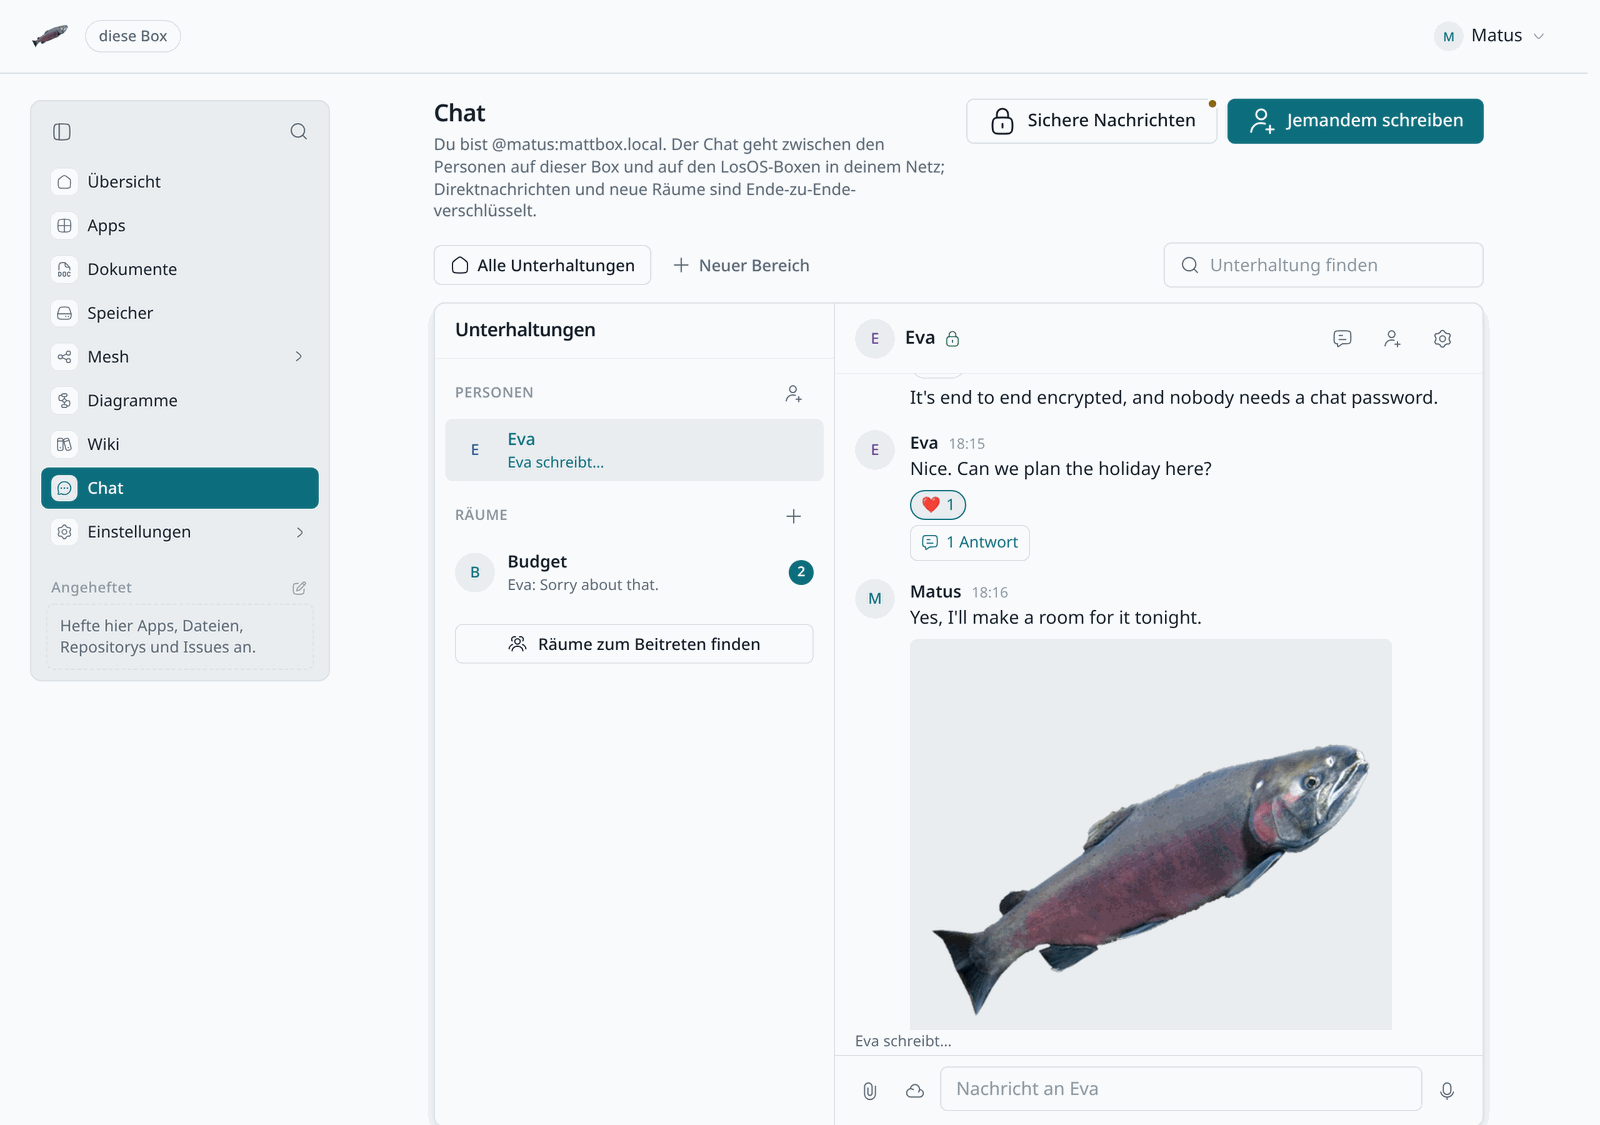 diese Box
M Matus
Übersicht
Apps
Dokumente
Speicher
Mesh
Diagramme
Wiki
Chat
Einstellungen
Angeheftet
Hefte hier Apps, Dateien,
Repositorys und Issues an.
Chat
Du bist @matus:mattbox.local. Der Chat geht zwischen den
Personen auf dieser Box und auf den LosOS-Boxen in deinem Netz;
Direktnachrichten und neue Räume sind Ende-zu-Ende-
verschlüsselt.
Sichere Nachrichten
Jemandem schreiben
Alle Unterhaltungen
Neuer Bereich
Unterhaltung finden
Unterhaltungen
PERSONEN
E Eva
Eva schreibt...
RÄUME
B Budget
Eva: Sorry about that.
2
Räume zum Beitreten finden
E Eva
It's end to end encrypted, and nobody needs a chat password.
E Eva 18:15
Nice. Can we plan the holiday here?
❤️ 1
1 Antwort
M Matus 18:16
Yes, I'll make a room for it tonight.
Eva schreibt...
Nachricht an Eva